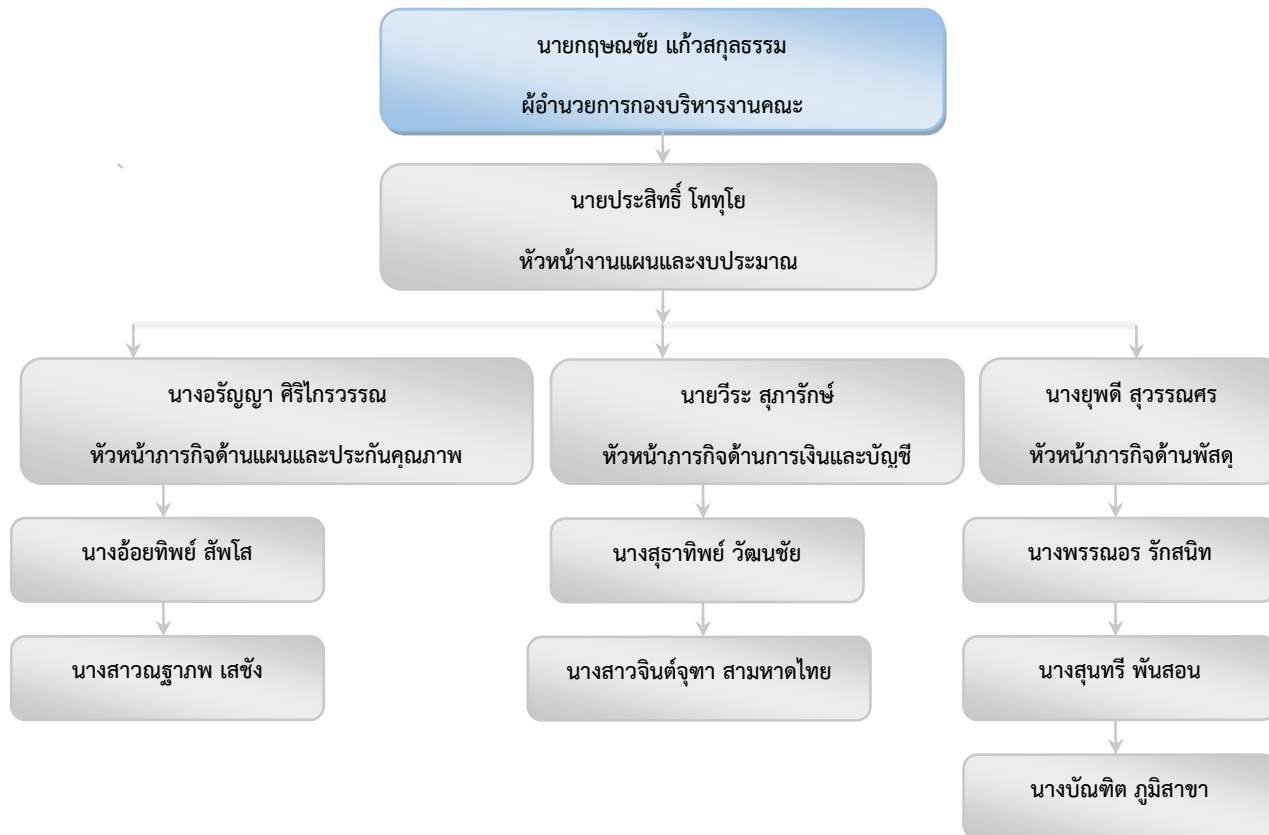 นายกฤษณชัย แก้วสกุลธรรม
ผู้อำนวยการกองบริหารงานคณะ
นายประสิทธิ์ โททุโย
หัวหน้างานแผนและงบประมาณ
นางอรัญญา ศิริไกรวรรณ
หัวหน้าภารกิจด้านแผนและประกันคุณภาพ
นางอ้อยทิพย์ สัพโส
นางสาวณฐาภพ เสชัง
นายวีระ สุภารักษ์
หัวหน้าภารกิจด้านการเงินและบัญชี
นางสุธาทิพย์ วัฒนชัย
นางสาวจินต์จุฑา สามหาดไทย
นางยุพดี สุวรรณศร
หัวหน้าภารกิจด้านพัสดุ
นางพรรณอร รักสนิท
นางสุนทรี พันสอน
นางบัณฑิต ภูมิสาขา